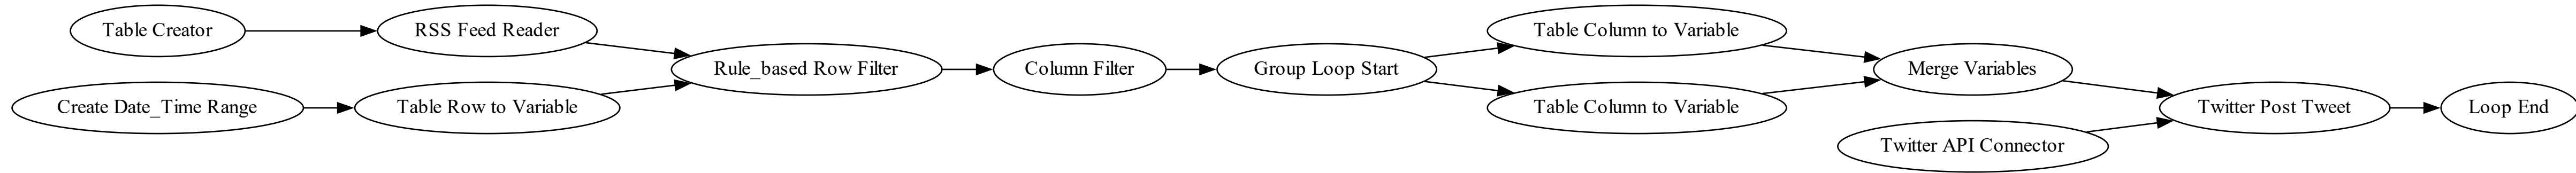 Table Creator
RSS Feed Reader
Create Date_Time Range
Table Row to Variable
Rule_based Row Filter
Column Filter
Group Loop Start
Table Column to Variable
Table Column to Variable
Merge Variables
Twitter API Connector
Twitter Post Tweet
Loop End